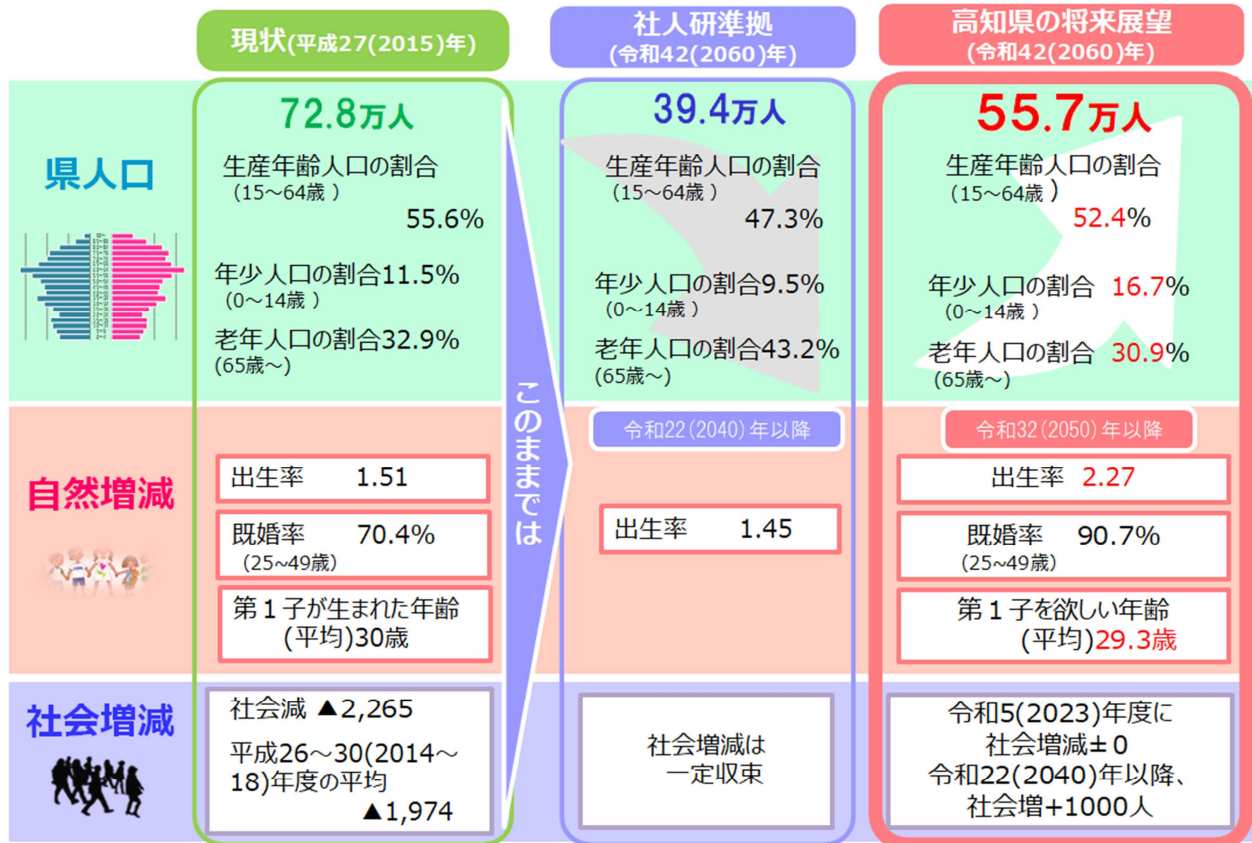 現状(平成27(2015)年)
社人研準拠
(令和42(2060)年)
高知県の将来展望
(令和42(2060)年)
県人口
72.8万人
生産年齢人口の割合
(15～64歳 )
55.6%
年少人口の割合11.5%
(0～14歳 )
老年人口の割合32.9%
(65歳～)
39.4万人
生産年齢人口の割合
(15～64歳 )
47.3%
年少人口の割合9.5%
(0～14歳 )
老年人口の割合43.2%
(65歳～)
55.7万人
生産年齢人口の割合
(15～64歳 )
52.4%
年少人口の割合 16.7%
(0～14歳 )
老年人口の割合 30.9%
(65歳～)
このままでは
自然増減
出生率 1.51
既婚率 70.4%
(25~49歳)
第１子が生まれた年齢
(平均)30歳
令和22(2040)年以降
出生率 1.45
令和32(2050)年以降
出生率 2.27
既婚率 90.7%
(25~49歳)
第１子を欲しい年齢
(平均)29.3歳
社会増減
社会減 ▲2,265
平成26～30(2014～
18)年度の平均
▲1,974
社会増減は
一定収束
令和5(2023)年度に
社会増減±0
令和22(2040)年以降、
社会増+1000人